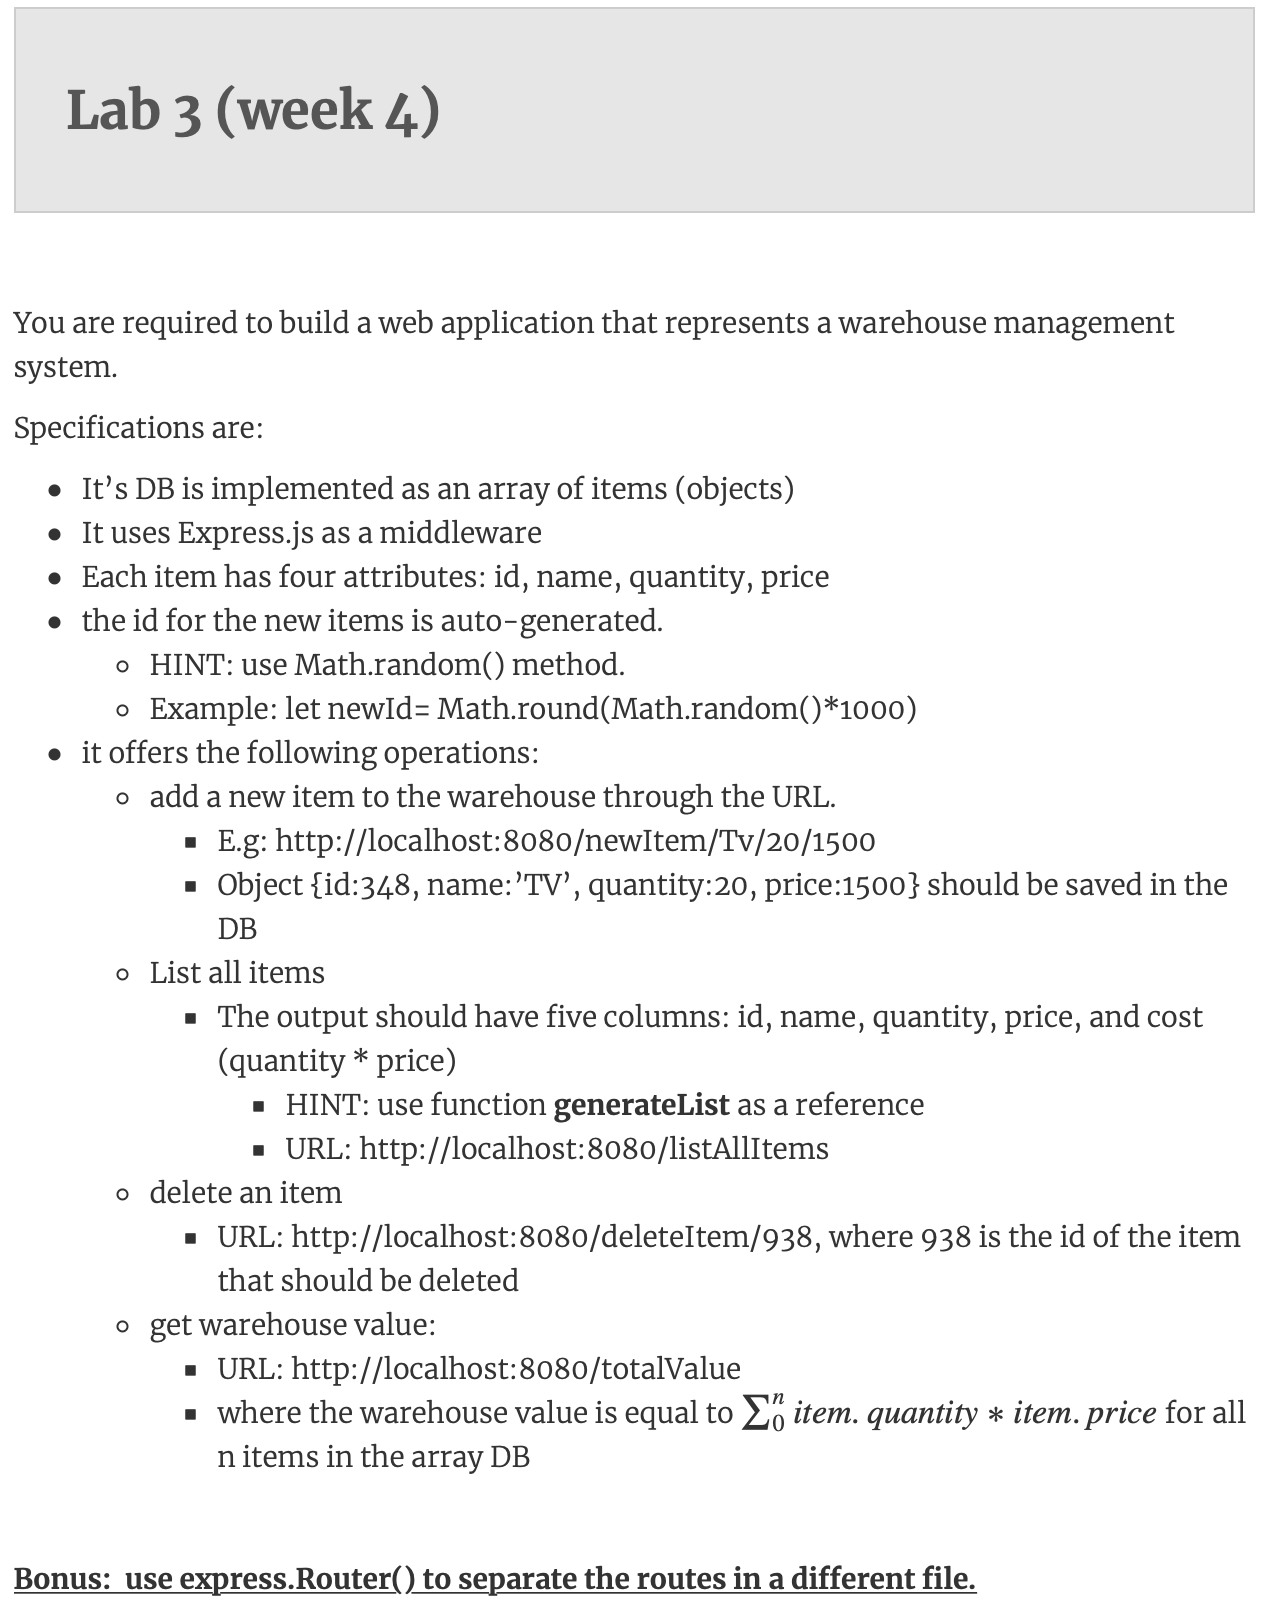 Lab 3 (week 4)
You are required to build a web application that represents a warehouse management
system.
Specifications are:
● It’s DB is implemented as an array of items (objects)
● It uses Express.js as a middleware
● Each item has four attributes: id, name, quantity, price
● the id for the new items is auto-generated.
○ HINT: use Math.random() method.
○ Example: let newId= Math.round(Math.random()*1000)
● it offers the following operations:
○ add a new item to the warehouse through the URL.
■ E.g: http://localhost:8080/newItem/Tv/20/1500
■ Object {id:348, name:’TV’, quantity:20, price:1500} should be saved in the
DB
○ List all items
■ The output should have five columns: id, name, quantity, price, and cost
(quantity * price)
■ HINT: use function generateList as a reference
■ URL: http://localhost:8080/listAllItems
○ delete an item
■ URL: http://localhost:8080/deleteItem/938, where 938 is the id of the item
that should be deleted
○ get warehouse value:
■ URL: http://localhost:8080/totalValue
■ where the warehouse value is equal to ∑₀ⁿ item. quantity ∗ item. price for all
n items in the array DB
Bonus:  use express.Router() to separate the routes in a different file.